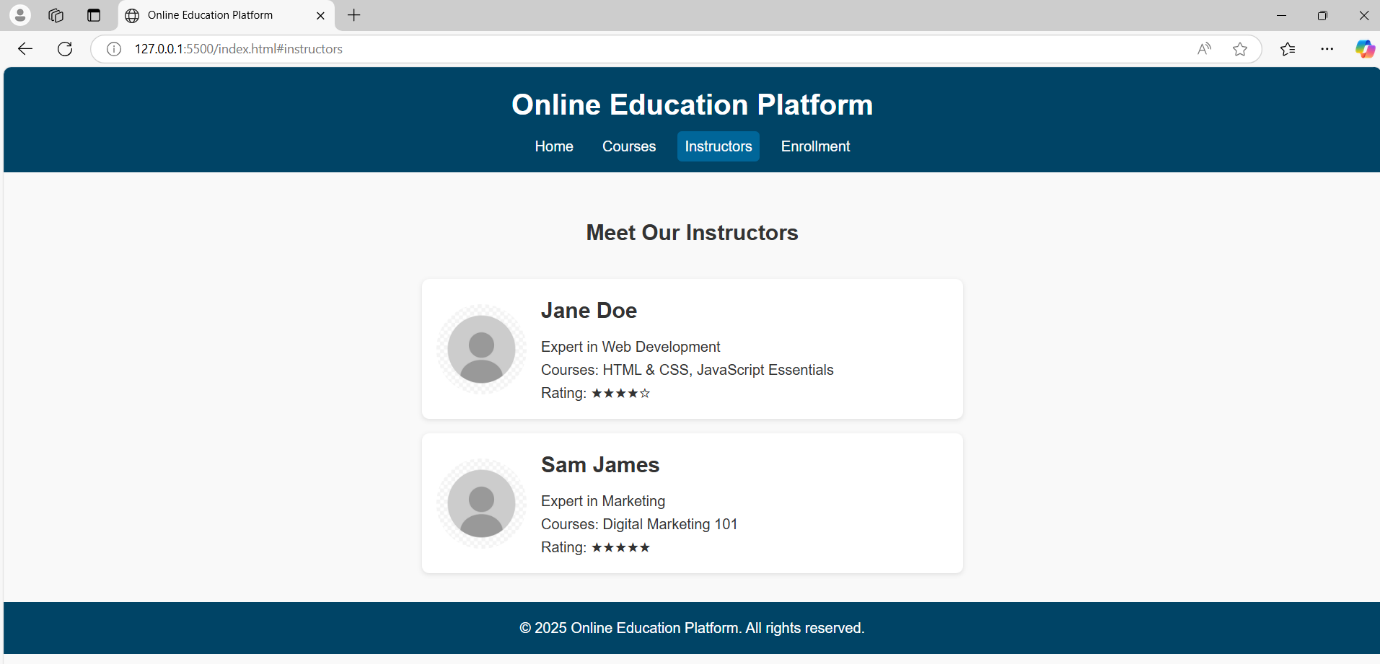 Online Education Platform
127.0.0.1:5500/index.html#instructors
Online Education Platform
Home Courses Instructors Enrollment
Meet Our Instructors
Jane Doe
Expert in Web Development
Courses: HTML & CSS, JavaScript Essentials
Rating: ★★★★☆
Sam James
Expert in Marketing
Courses: Digital Marketing 101
Rating: ★★★★★
© 2025 Online Education Platform. All rights reserved.